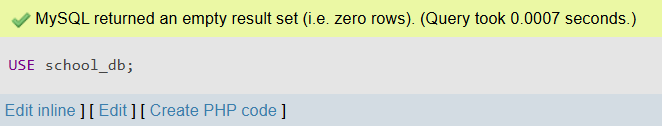 MySQL returned an empty result set (i.e. zero rows). (Query took 0.0007 seconds.)
USE school_db;
Edit inline ] [ Edit ] [ Create PHP code ]